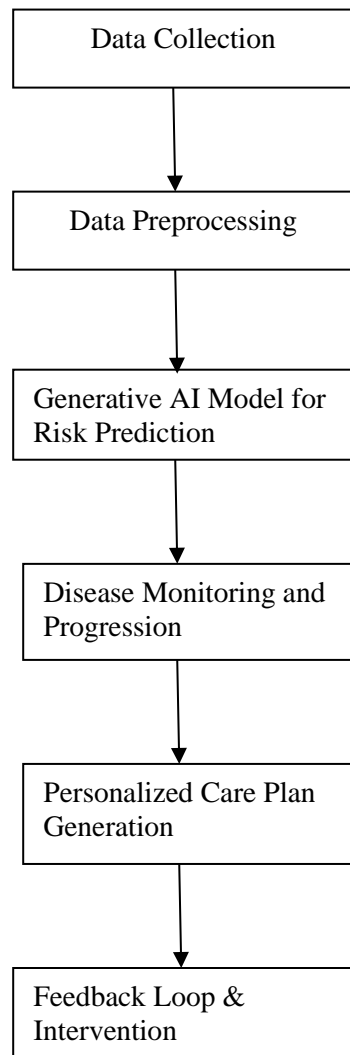 Data Collection
Data Preprocessing
Generative AI Model for
Risk Prediction
Disease Monitoring and
Progression
Personalized Care Plan
Generation
Feedback Loop &
Intervention